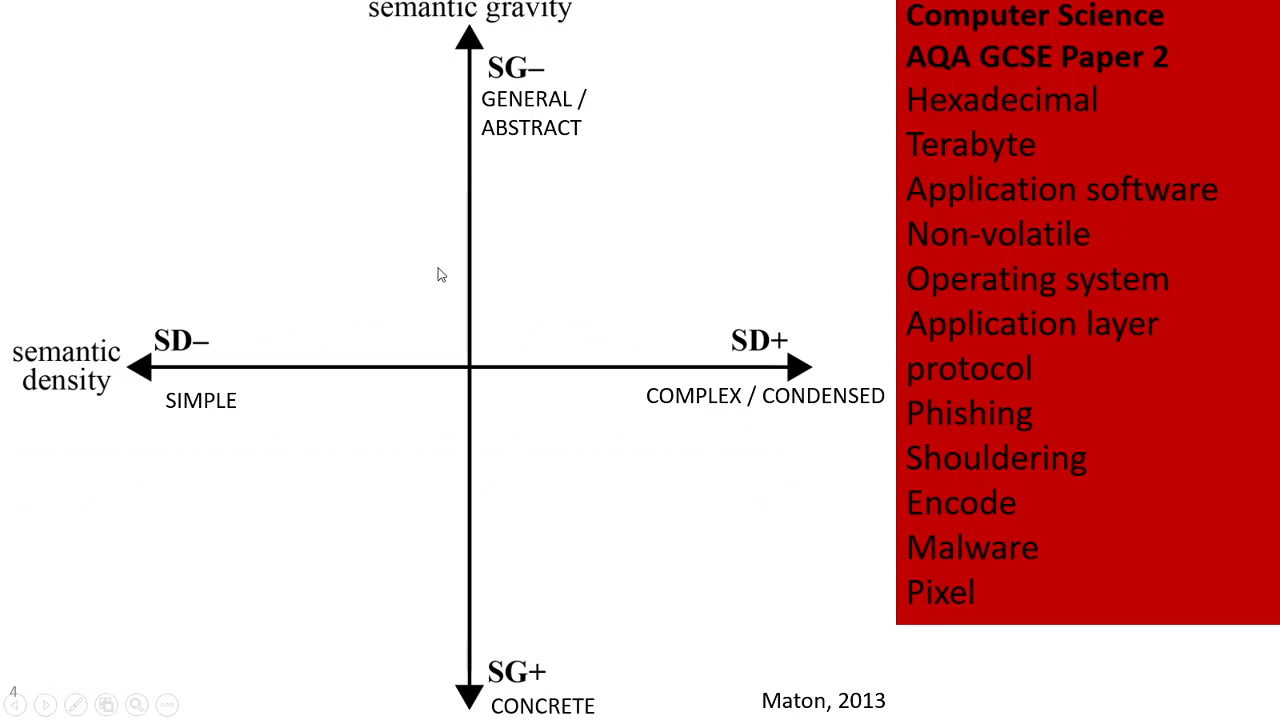 semantic gravity
SG–
GENERAL /
ABSTRACT
SD–
semantic
density
SIMPLE
SD+
COMPLEX / CONDENSED
SG+
CONCRETE
Maton, 2013
4
Computer Science
AQA GCSE Paper 2
Hexadecimal
Terabyte
Application software
Non-volatile
Operating system
Application layer
protocol
Phishing
Shouldering
Encode
Malware
Pixel